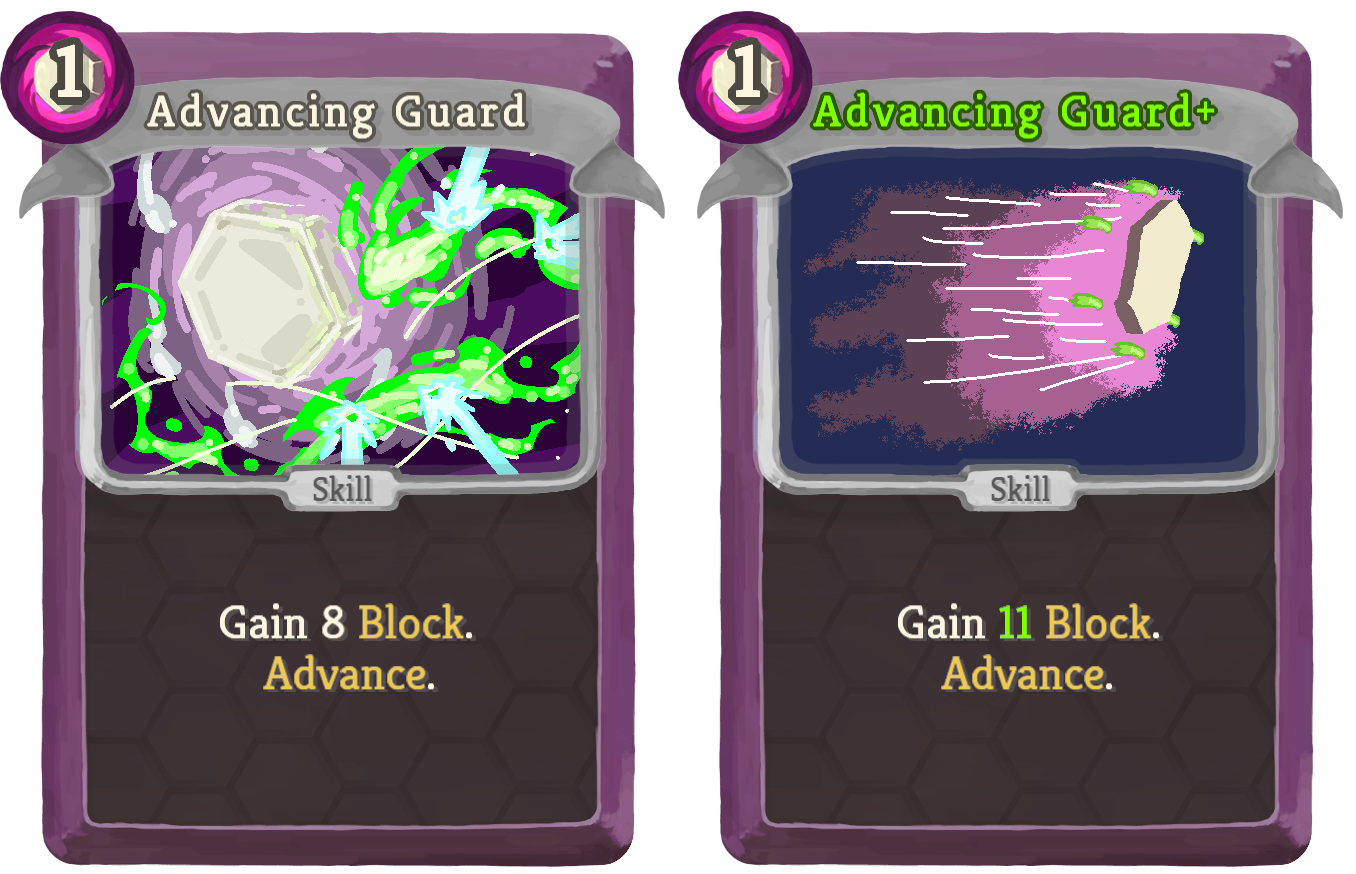 1
Advancing Guard
Skill
Gain 8 Block.
Advance.
1
Advancing Guard+
Skill
Gain 11 Block.
Advance.